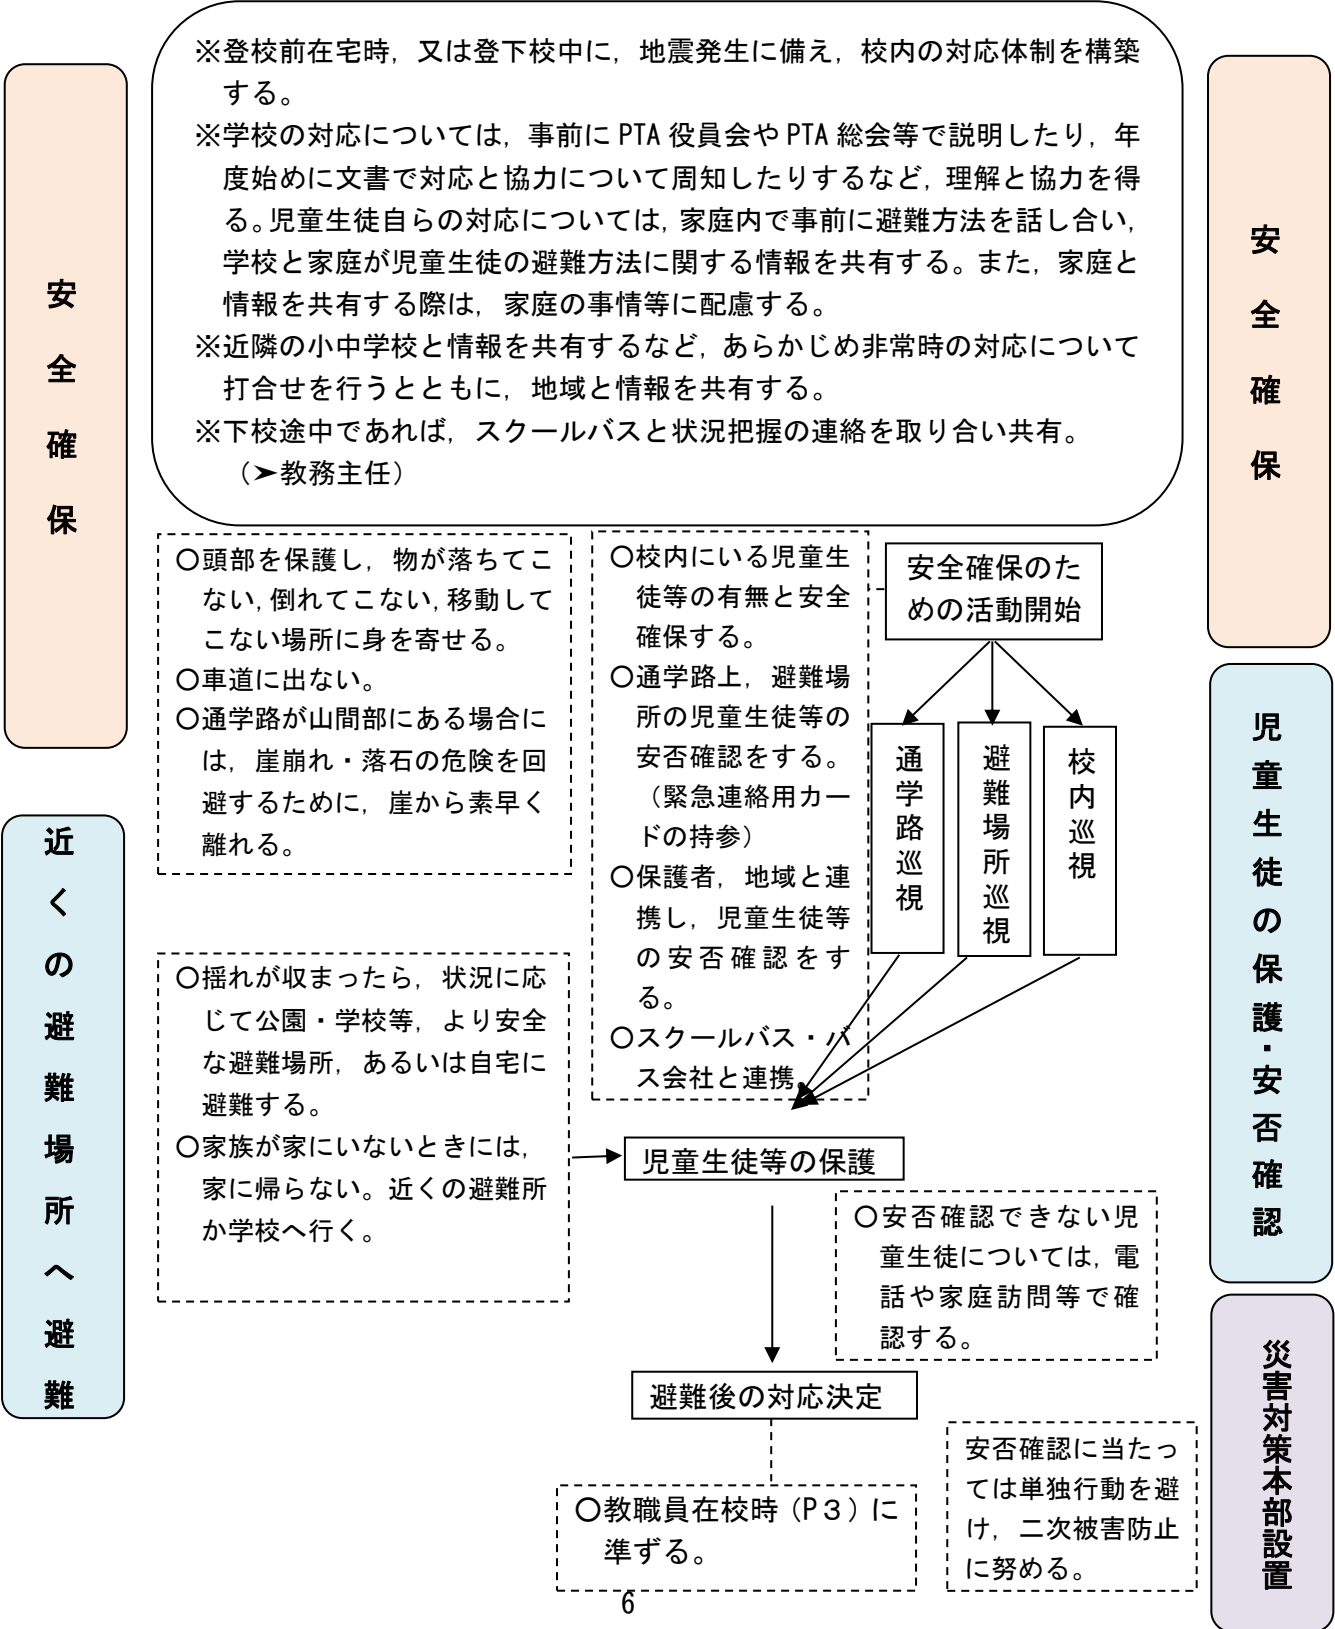 ※登校前在宅時，又は登下校中に，地震発生に備え，校内の対応体制を構築
する。
※学校の対応については，事前に PTA 役員会や PTA 総会等で説明したり，年
度始めに文書で対応と協力について周知したりするなど，理解と協力を得
る。児童生徒自らの対応については，家庭内で事前に避難方法を話し合い，
学校と家庭が児童生徒の避難方法に関する情報を共有する。また，家庭と
情報を共有する際は，家庭の事情等に配慮する。
※近隣の小中学校と情報を共有するなど，あらかじめ非常時の対応について
打合せを行うとともに，地域と情報を共有する。
※下校途中であれば，スクールバスと状況把握の連絡を取り合い共有。
（➢教務主任）
安全確保
近くの避難場所へ避難
〇頭部を保護し，物が落ちてこ
ない，倒れてこない，移動して
こない場所に身を寄せる。
〇車道に出ない。
〇通学路が山間部にある場合に
は，崖崩れ・落石の危険を回
避するために，崖から素早く
離れる。
〇揺れが収まったら，状況に応
じて公園・学校等，より安全
な避難場所，あるいは自宅に
避難する。
〇家族が家にいないときには，
家に帰らない。近くの避難所
か学校へ行く。
〇校内にいる児童生
徒等の有無と安全
確保する。
〇通学路上，避難場
所の児童生徒等の
安否確認をする。
（緊急連絡用カー
ドの持参）
〇保護者，地域と連
携し，児童生徒等
の安否確認をす
る。
〇スクールバス・バ
ス会社と連携。
安全確保のた
めの活動開始
通学路巡視
避難場所巡視
校内巡視
児童生徒等の保護
〇安否確認できない児
童生徒については，電
話や家庭訪問等で確
認する。
避難後の対応決定
〇教職員在校時（P３）に
準ずる。
安否確認に当たっ
ては単独行動を避
け，二次被害防止
に努める。
安全確保
児童生徒の保護・安否確認
災害対策本部設置
6